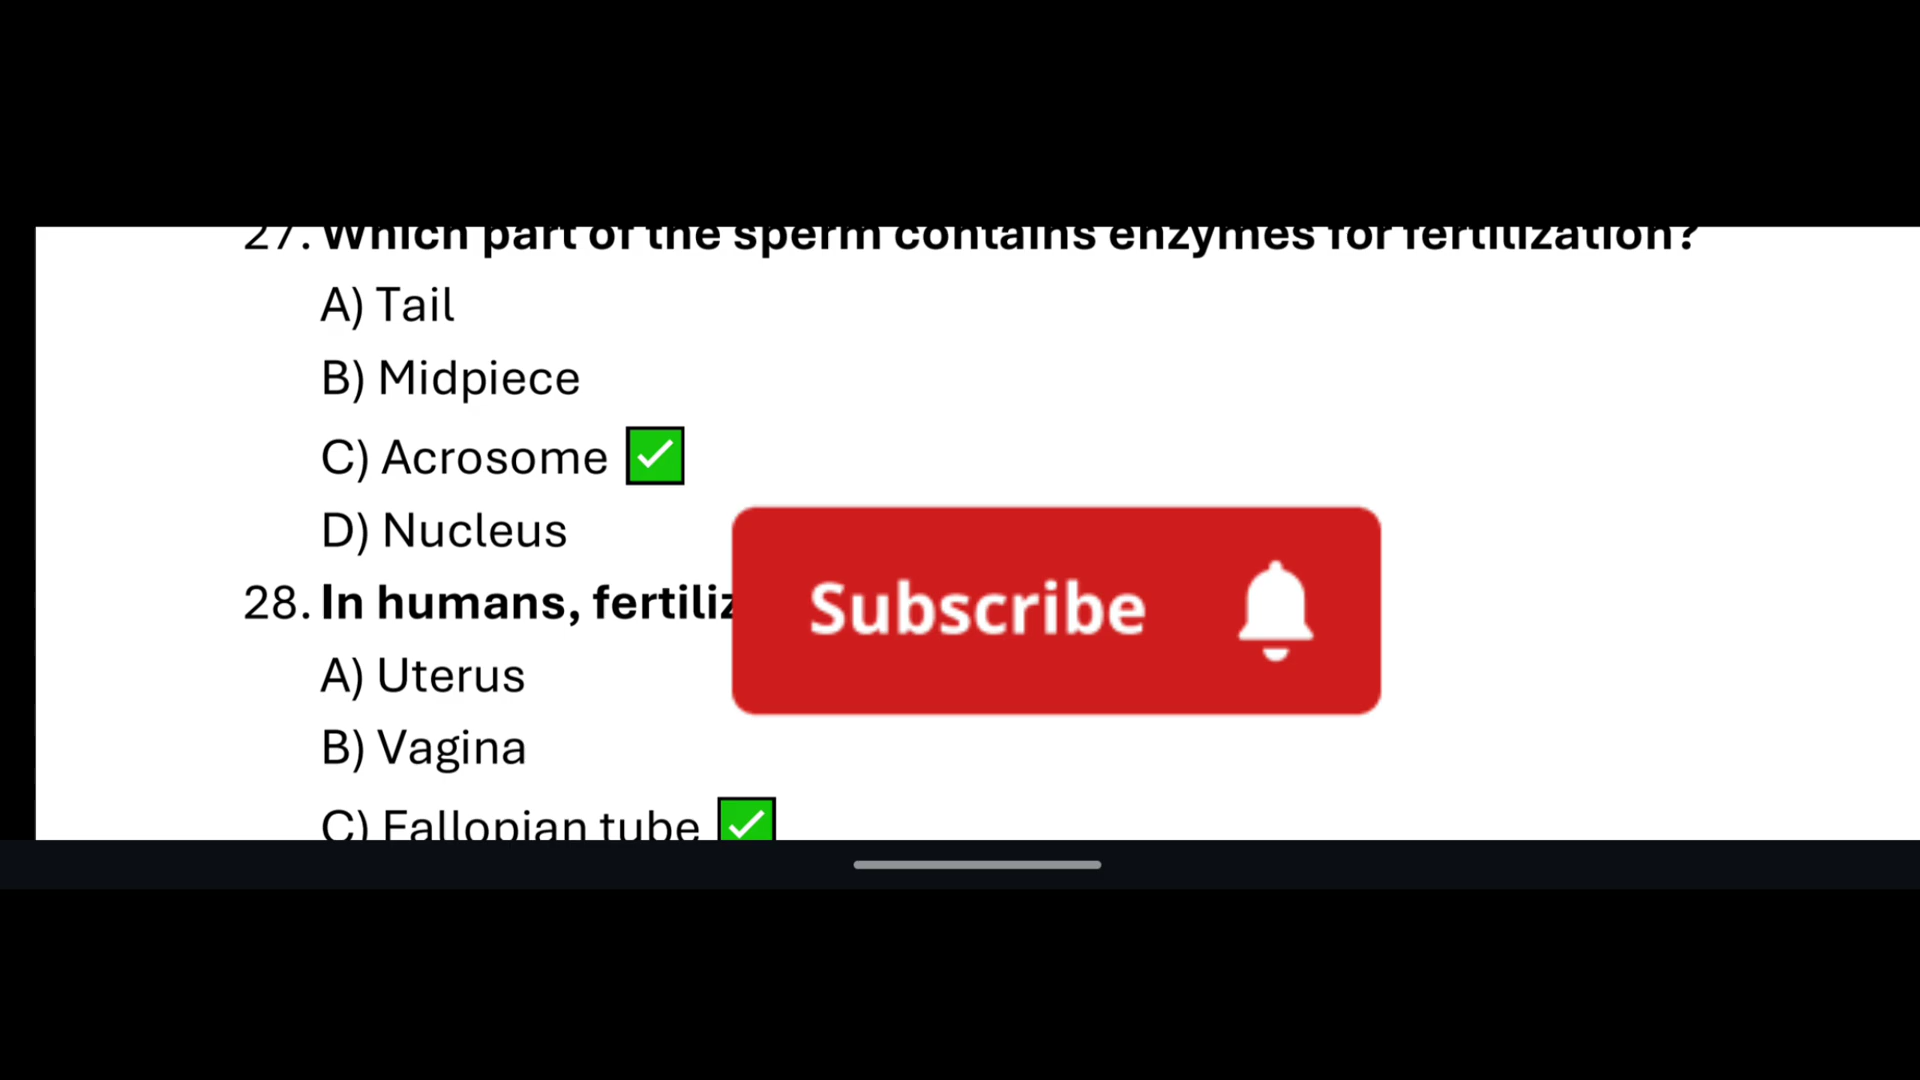 27. Which part of the sperm contains enzymes for fertilization?
A) Tail
B) Midpiece
C) Acrosome ✅
D) Nucleus
28. In humans, fertiliz
Subscribe
A) Uterus
B) Vagina
C) Fallopian tube ✅